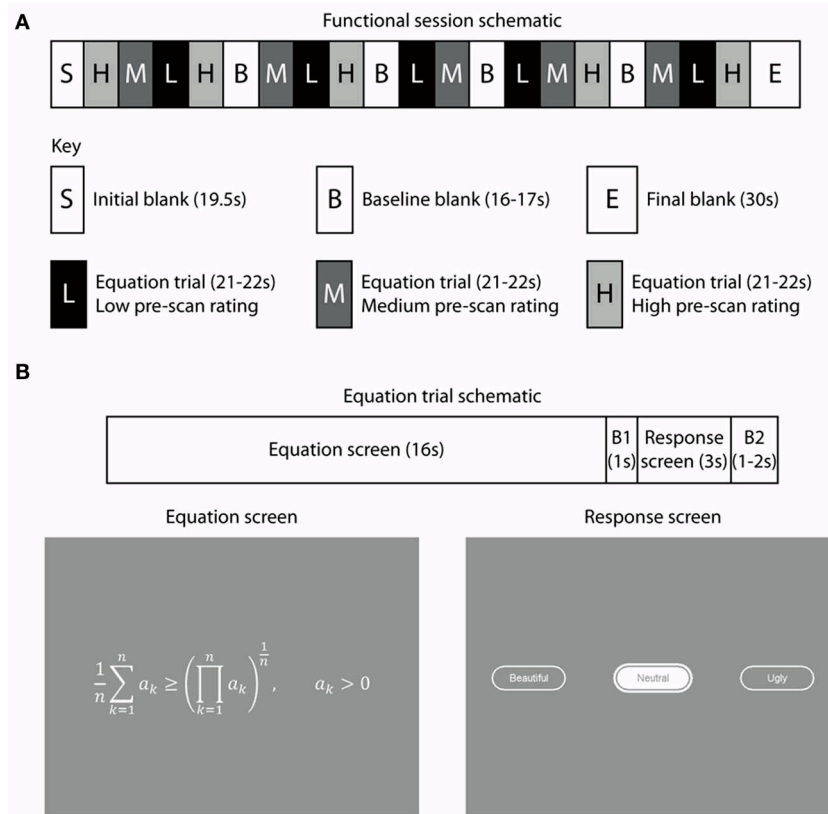 A
Functional session schematic
S H M L H B M L H B L M B L M H B M L H E
Key
S Initial blank (19.5s) B Baseline blank (16-17s) E Final blank (30s)
L Equation trial (21-22s) M Equation trial (21-22s) H Equation trial (21-22s)
Low pre-scan rating Medium pre-scan rating High pre-scan rating
B
Equation trial schematic
Equation screen (16s) B1 (1s) Response screen (3s) B2 (1-2s)
Equation screen Response screen
1/n ∑_{k=1}^{n} a_k ≥ (∏_{k=1}^{n} a_k)^{1/n}, a_k > 0
Beautiful Neutral Ugly